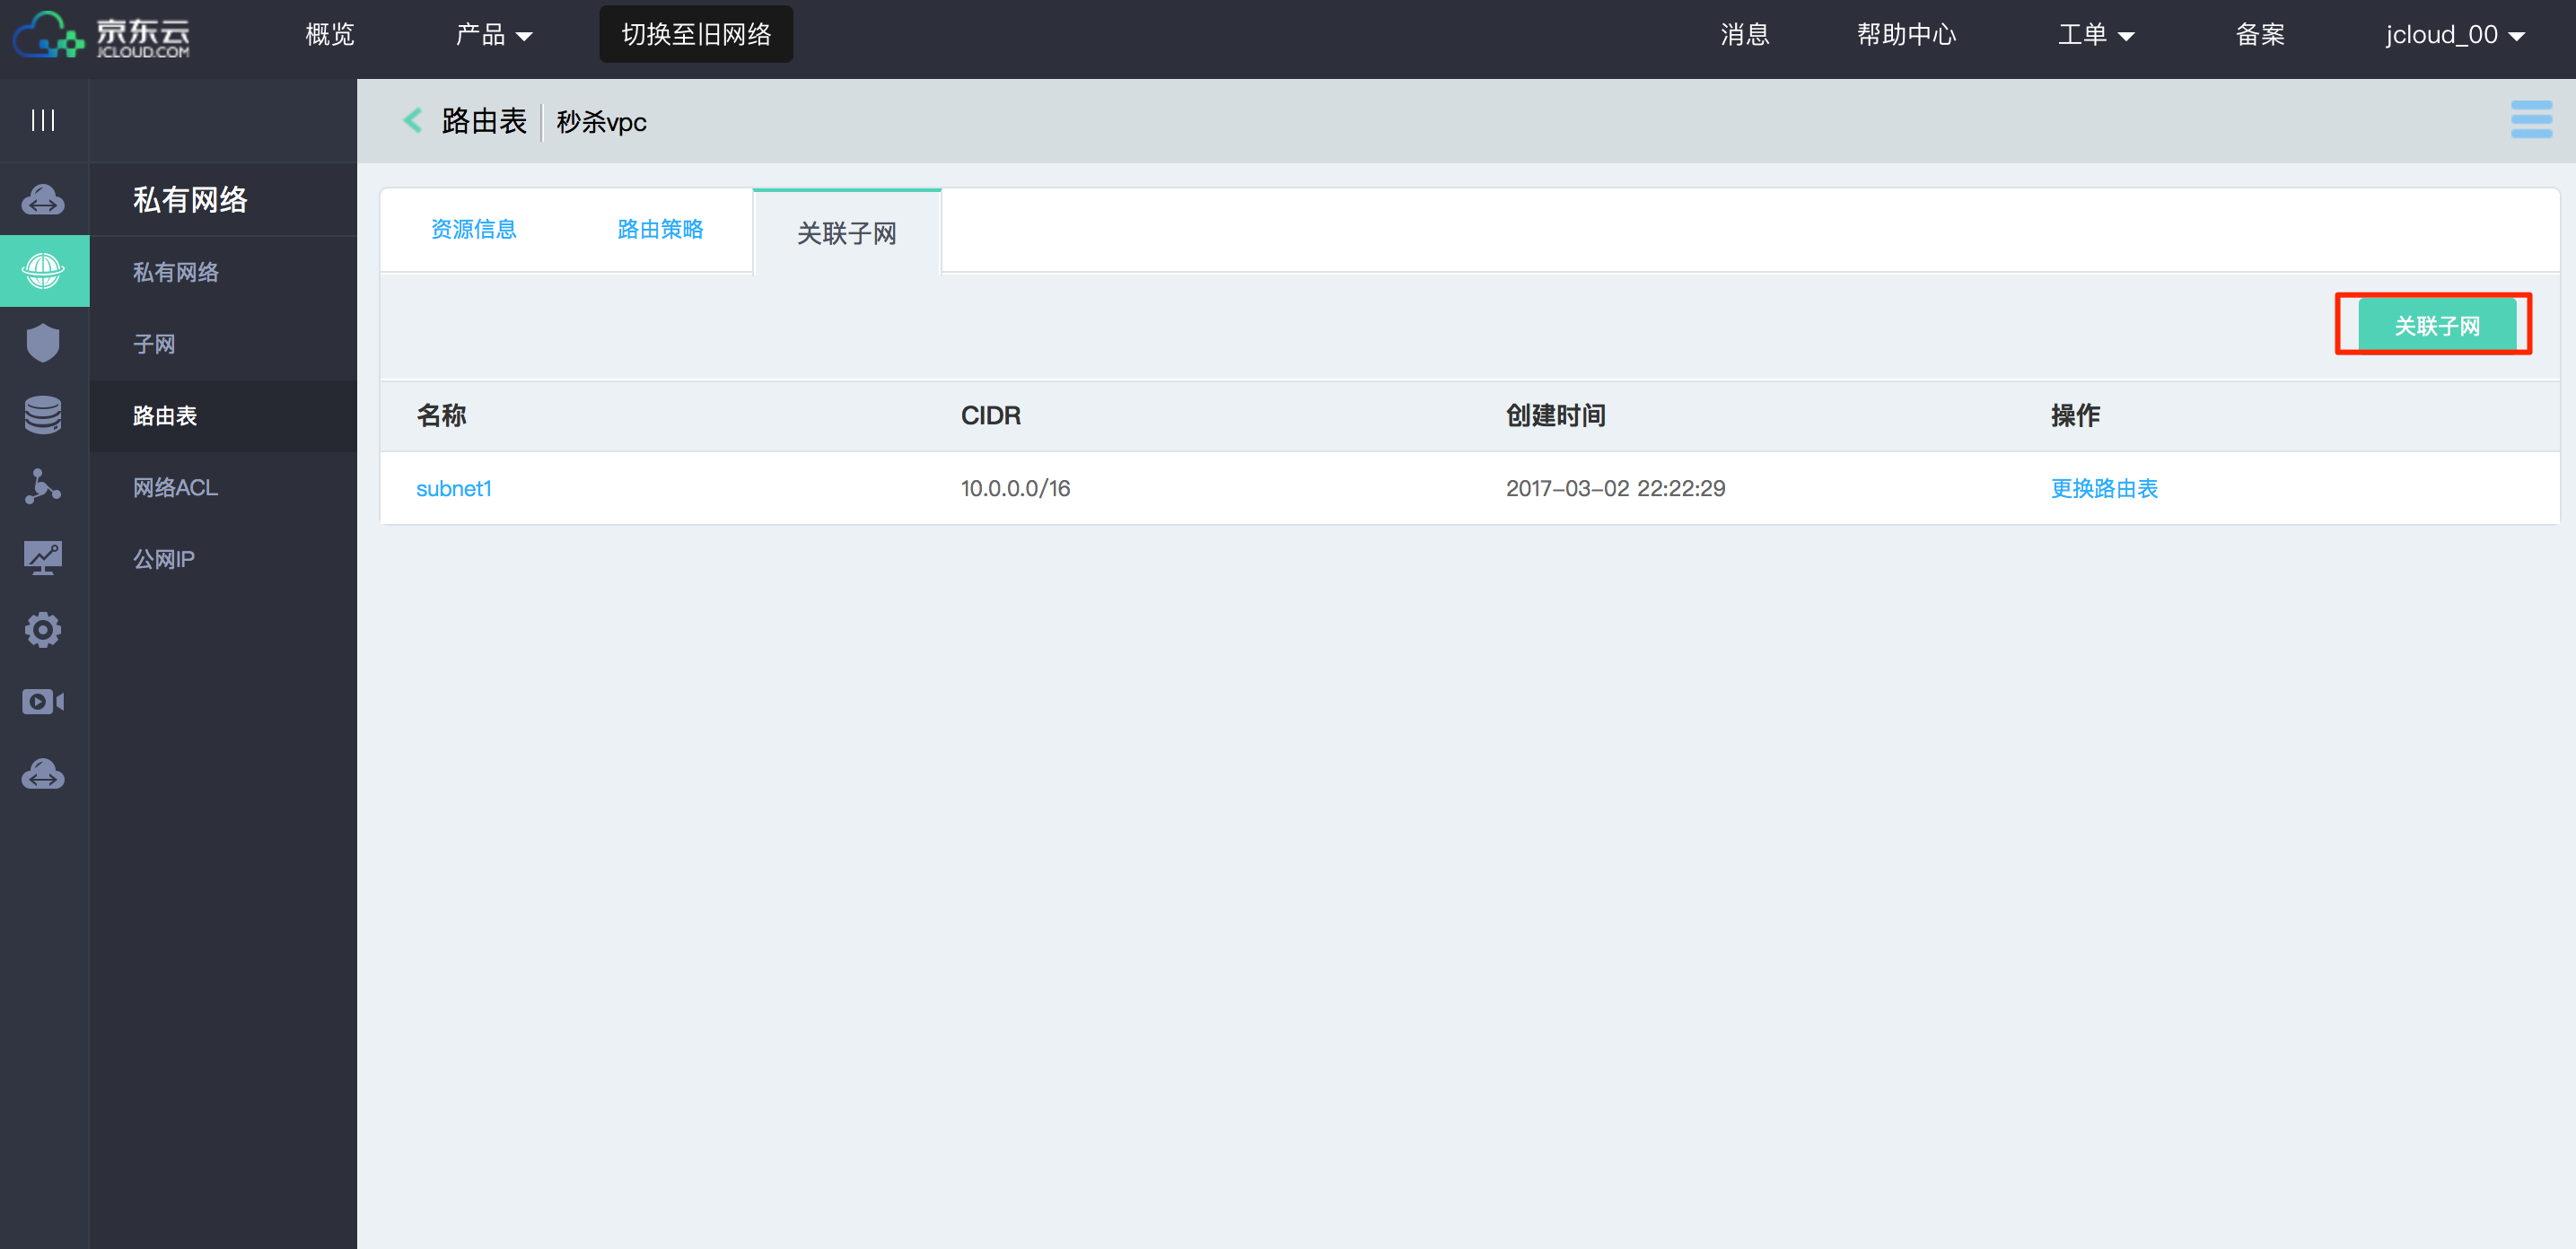 京东云
JCLOUD.COM
概览
产品
切换至旧网络
消息
帮助中心
工单
备案
jcloud_00
路由表
秒杀vpc
私有网络
私有网络
子网
路由表
网络ACL
公网IP
资源信息
路由策略
关联子网
关联子网
名称 CIDR 创建时间 操作
subnet1 10.0.0.0/16 2017-03-02 22:22:29 更换路由表